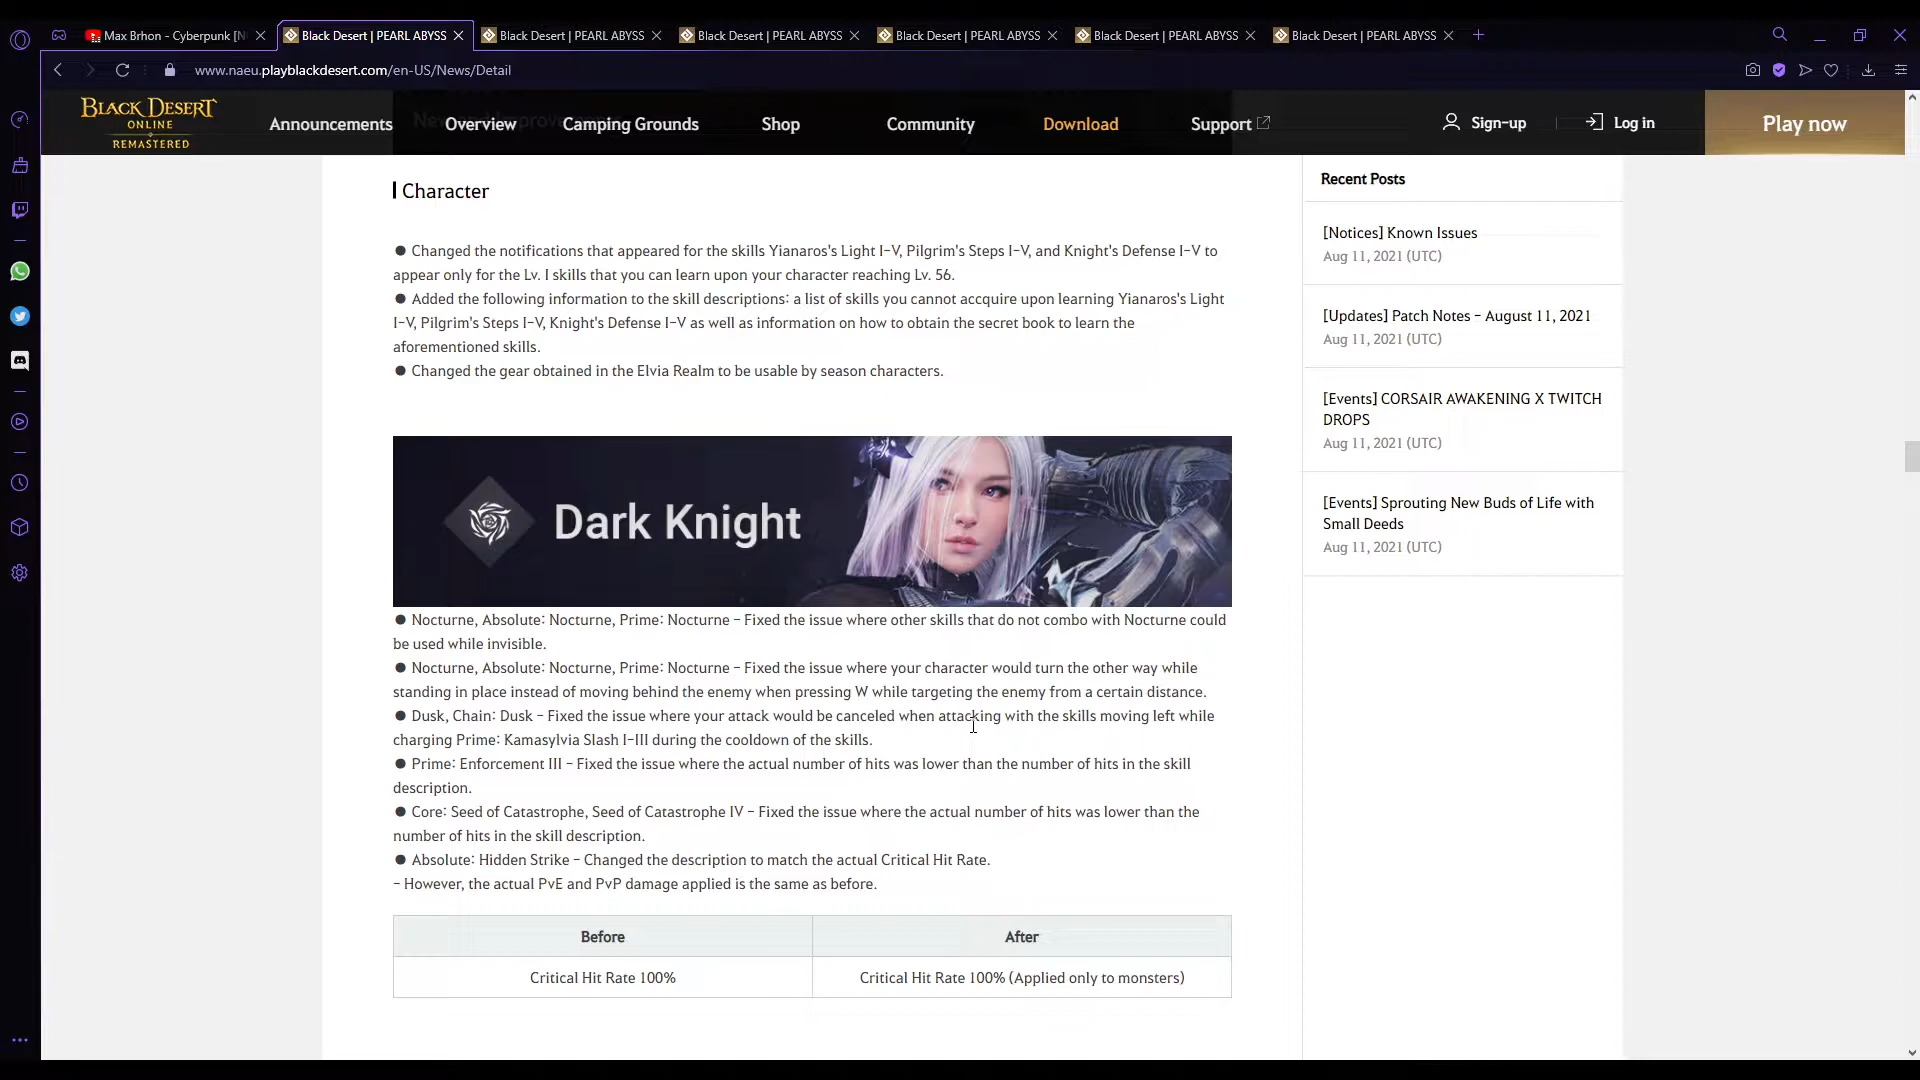 Max Brhon - Cyberpunk [N
Black Desert | PEARL ABYSS
Black Desert | PEARL ABYSS
Black Desert | PEARL ABYSS
Black Desert | PEARL ABYSS
Black Desert | PEARL ABYSS
Black Desert | PEARL ABYSS
www.naeu.playblackdesert.com/en-US/News/Detail
BLACK DESERT
ONLINE
REMASTERED
Announcements
Overview
Camping Grounds
Shop
Community
Download
Support
Sign-up
Log in
Play now
Character
● Changed the notifications that appeared for the skills Yianaros's Light I-V, Pilgrim's Steps I-V, and Knight's Defense I-V to
appear only for the Lv. I skills that you can learn upon your character reaching Lv. 56.
● Added the following information to the skill descriptions: a list of skills you cannot accquire upon learning Yianaros's Light
I-V, Pilgrim's Steps I-V, Knight's Defense I-V as well as information on how to obtain the secret book to learn the
aforementioned skills.
● Changed the gear obtained in the Elvia Realm to be usable by season characters.
Dark Knight
● Nocturne, Absolute: Nocturne, Prime: Nocturne - Fixed the issue where other skills that do not combo with Nocturne could
be used while invisible.
● Nocturne, Absolute: Nocturne, Prime: Nocturne - Fixed the issue where your character would turn the other way while
standing in place instead of moving behind the enemy when pressing W while targeting the enemy from a certain distance.
● Dusk, Chain: Dusk - Fixed the issue where your attack would be canceled when attacking with the skills moving left while
charging Prime: Kamasylvia Slash I-III during the cooldown of the skills.
● Prime: Enforcement III - Fixed the issue where the actual number of hits was lower than the number of hits in the skill
description.
● Core: Seed of Catastrophe, Seed of Catastrophe IV - Fixed the issue where the actual number of hits was lower than the
number of hits in the skill description.
● Absolute: Hidden Strike - Changed the description to match the actual Critical Hit Rate.
- However, the actual PvE and PvP damage applied is the same as before.
Before
After
Critical Hit Rate 100%
Critical Hit Rate 100% (Applied only to monsters)
Recent Posts
[Notices] Known Issues
Aug 11, 2021 (UTC)
[Updates] Patch Notes - August 11, 2021
Aug 11, 2021 (UTC)
[Events] CORSAIR AWAKENING X TWITCH
DROPS
Aug 11, 2021 (UTC)
[Events] Sprouting New Buds of Life with
Small Deeds
Aug 11, 2021 (UTC)